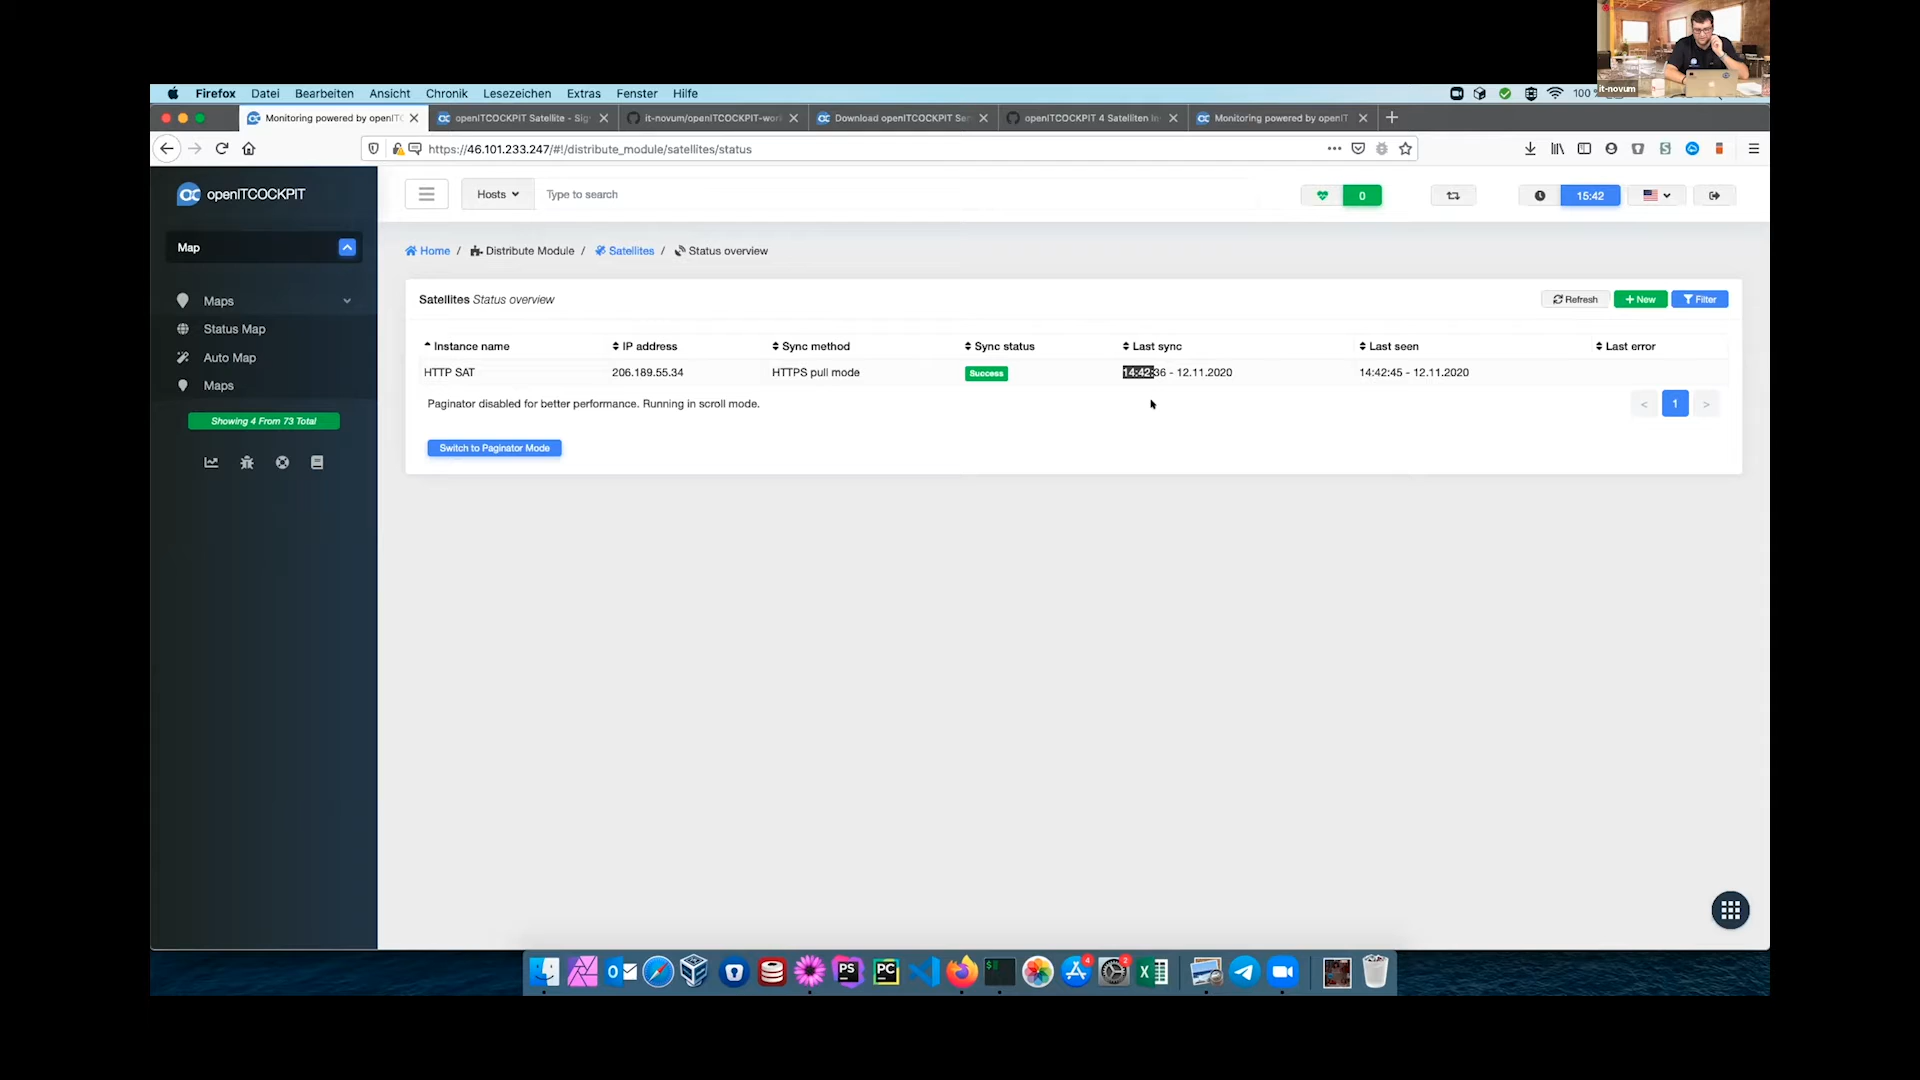 it-novum
Firefox Datei Bearbeiten Ansicht Chronik Lesezeichen Extras Fenster Hilfe 100
Monitoring powered by openITC openITCOCKPIT Satellite - Sig it-novum/openITCOCKPIT-wor Download openITCOCKPIT Ser openITCOCKPIT 4 Satelliten In Monitoring powered by openIT
https://46.101.233.247/#!/distribute_module/satellites/status
openITCOCKPIT
Hosts Type to search 0 15:42
Map
Home / Distribute Module / Satellites / Status overview
Maps
Status Map
Auto Map
Maps
Showing 4 From 73 Total
Satellites Status overview Refresh + New Filter
Instance name IP address Sync method Sync status Last sync Last seen Last error
HTTP SAT 206.189.55.34 HTTPS pull mode Success 14:42:36 - 12.11.2020 14:42:45 - 12.11.2020
Paginator disabled for better performance. Running in scroll mode. < 1 >
Switch to Paginator Mode